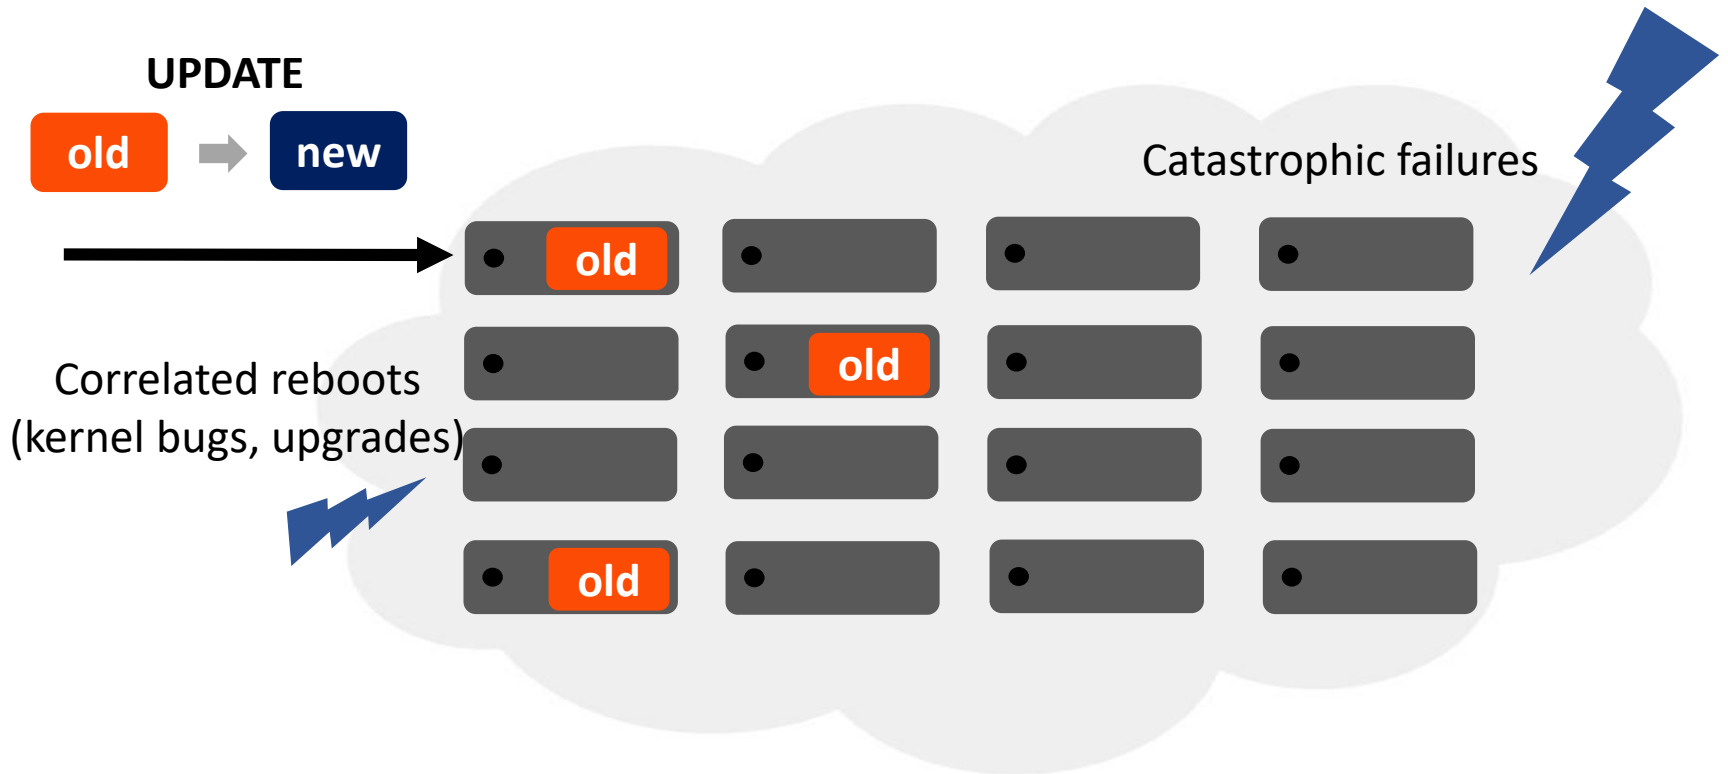 UPDATE
old
new
Catastrophic failures
old
old
Correlated reboots
(kernel bugs, upgrades)
old